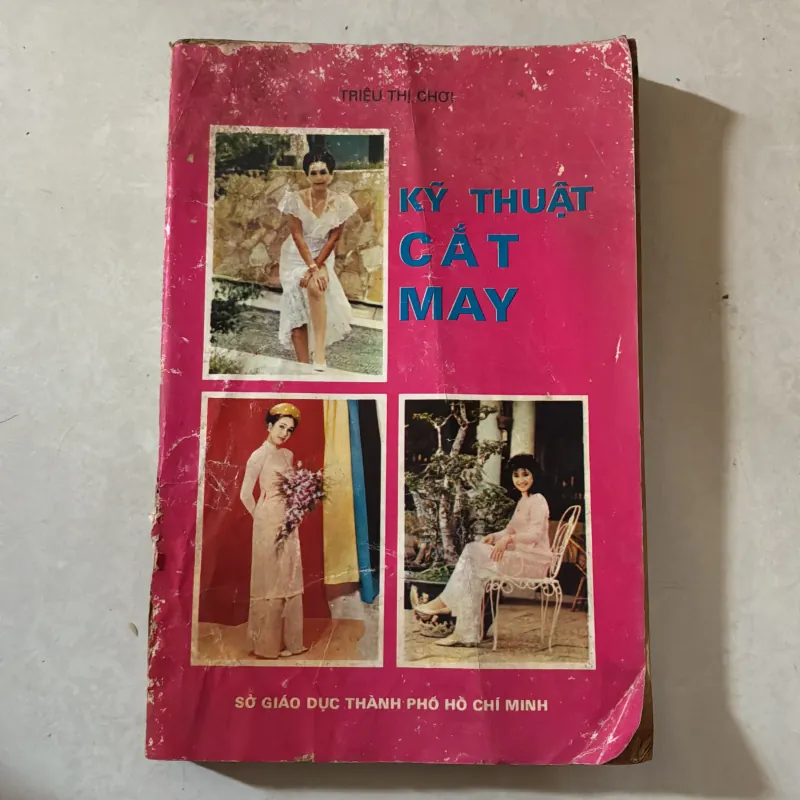 TRIỆU THỊ CHƠI
KỸ THUẬT
CẮT
MAY
SỞ GIÁO DỤC THÀNH PHỐ HỒ CHÍ MINH